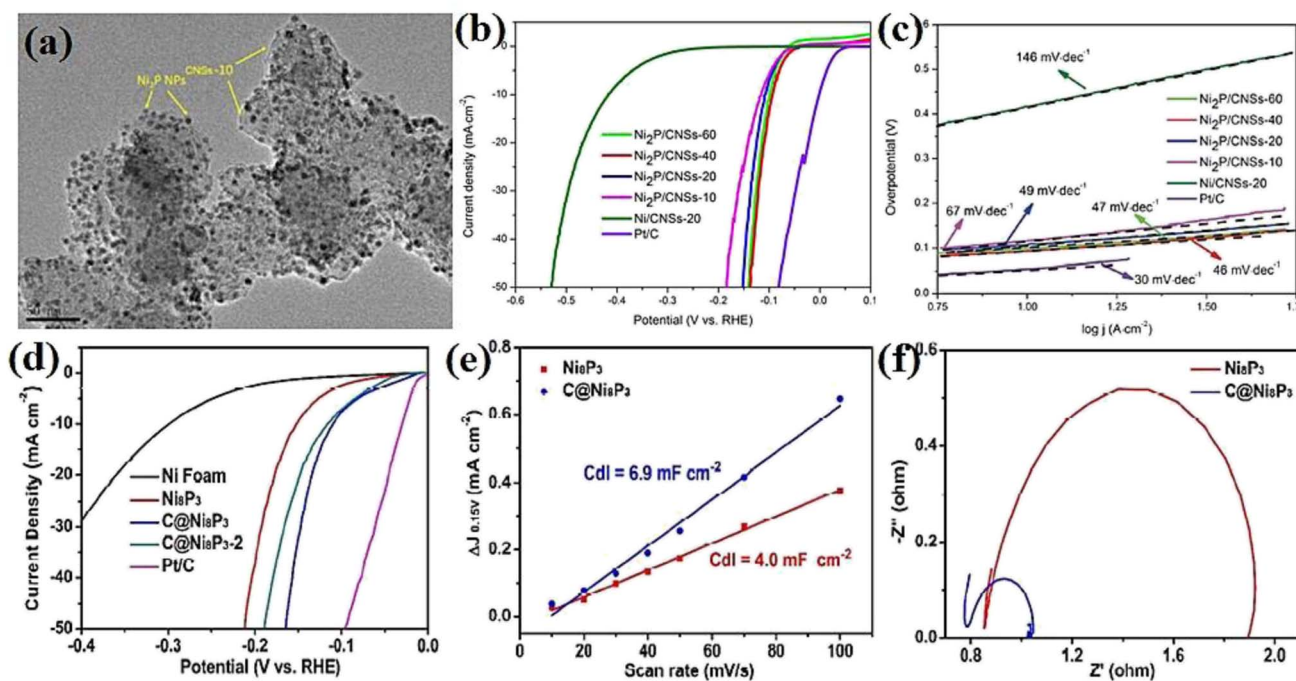 (a)
Ni₂P NPs
CNSs-10
50 nm
(b)
Current density (mA·cm⁻²)
0
-10
-20
-30
-40
-50
Ni₂P/CNSs-60
Ni₂P/CNSs-40
Ni₂P/CNSs-20
Ni₂P/CNSs-10
Ni/CNSs-20
Pt/C
-0.6
-0.5
-0.4
-0.3
-0.2
-0.1
0.0
0.1
Potential (V vs. RHE)
(c)
Overpotential (V)
0.6
0.5
0.4
0.3
0.2
0.1
0.0
146 mV·dec⁻¹
Ni₂P/CNSs-60
Ni₂P/CNSs-40
Ni₂P/CNSs-20
Ni₂P/CNSs-10
Ni/CNSs-20
Pt/C
67 mV·dec⁻¹
49 mV·dec⁻¹
47 mV·dec⁻¹
46 mV·dec⁻¹
30 mV·dec⁻¹
0.75
1.00
1.25
1.50
log j (A·cm⁻²)
(d)
Current Density (mA cm⁻²)
0
-10
-20
-30
-40
-50
Ni Foam
Ni₈P₃
C@Ni₈P₃
C@Ni₈P₃-2
Pt/C
-0.4
-0.3
-0.2
-0.1
-0.0
Potential (V vs. RHE)
(e)
ΔJ 0.15V (mA cm⁻²)
0.8
0.6
0.4
0.2
0.0
Ni₈P₃
C@Ni₈P₃
Cdl = 6.9 mF cm⁻²
Cdl = 4.0 mF cm⁻²
0
20
40
60
80
100
Scan rate (mV/s)
(f)
-Z'' (ohm)
0.6
0.4
0.2
0.0
Ni₈P₃
C@Ni₈P₃
0.8
1.2
1.6
2.0
Z' (ohm)